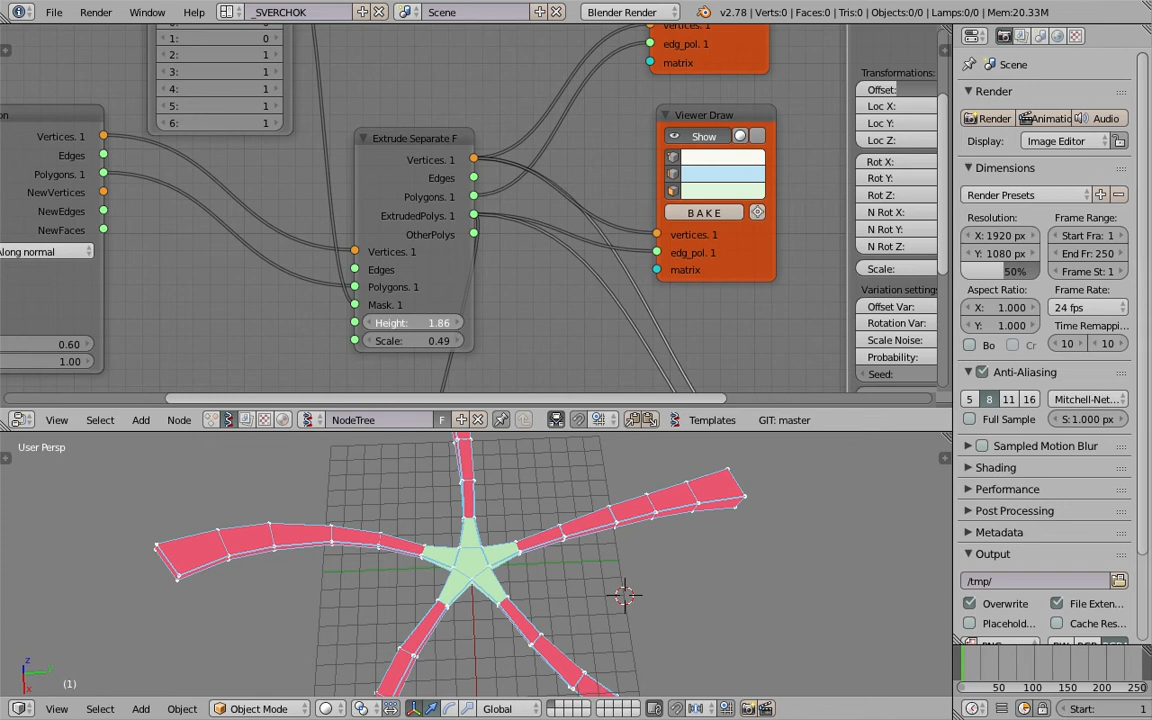 File Add Render Window Help _SVERCHOK Scene Blender Render v2.78 | Verts:0 | Faces:0 | Tris:0 | Objects:0/0 | Lamps:0/0 | Mem:20.33M
1: 0
2: 1
3: 1
4: 1
5: 1
6: 1
Vertices. 1
Edges
Polygons. 1
NewVertices
NewEdges
NewFaces
Along normal
0.60
1.00
Extrude Separate F
Vertices. 1
Edges
Polygons. 1
ExtrudedPolys. 1
OtherPolys
Vertices. 1
Edges
Polygons. 1
Mask. 1
Height: 1.86
Scale: 0.49
vertices. 1
edg_pol. 1
matrix
Viewer Draw
Show
BAKE
vertices. 1
edg_pol. 1
matrix
Transformations:
Offset:
Loc X:
Loc Y:
Loc Z:
Rot X:
Rot Y:
Rot Z:
N Rot X:
N Rot Y:
N Rot Z:
Scale:
Variation settings
Offset Var:
Rotation Var:
Scale Noise:
Probability:
Seed:
View Select Add Node NodeTree F Templates GIT: master
User Persp
z
x
(1)
View Select Add Object Object Mode Global
Scene
Render
Render Animatic Audio
Display: Image Editor
Dimensions
Render Presets
Resolution: Frame Range:
X: 1920 px Start Fra: 1
Y: 1080 px End Fr: 250
50% Frame St: 1
Aspect Ratio: Frame Rate:
X: 1.000 24 fps
Y: 1.000 Time Remappi...
Bo Cr 10 10
Anti-Aliasing
5 8 11 16 Mitchell-Net...
Full Sample S: 1.000 px
Sampled Motion Blur
Shading
Performance
Post Processing
Metadata
Output
/tmp/
Overwrite File Exten...
Placehold... Cache Res...
50 100 150 200 250
Start: 1